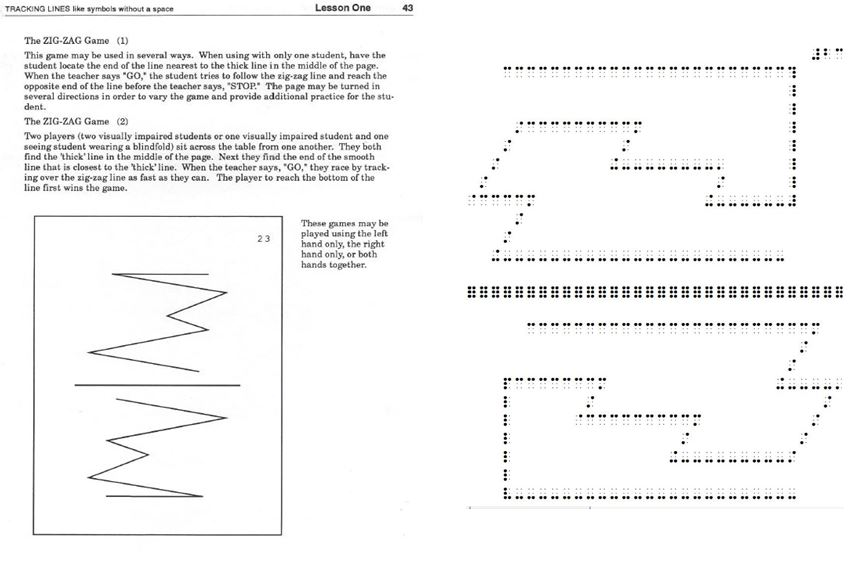 TRACKING LINES like symbols without a space Lesson One 43
The ZIG-ZAG Game (1)
This game may be used in several ways. When using with only one student, have the
student locate the end of the line nearest to the thick line in the middle of the page.
When the teacher says "GO," the student tries to follow the zig-zag line and reach the
opposite end of the line before the teacher says, "STOP." The page may be turned in
several directions in order to vary the game and provide additional practice for the stu-
dent.
The ZIG-ZAG Game (2)
Two players (two visually impaired students or one visually impaired student and one
seeing student wearing a blindfold) sit across the table from one another. They both
find the 'thick' line in the middle of the page. Next they find the end of the smooth
line that is closest to the 'thick' line. When the teacher says, "GO," they race by track-
ing over the zig-zag line as fast as they can. The player to reach the bottom of the
line first wins the game.
These games may be
played using the left
hand only, the right
hand only, or both
hands together.
2 3